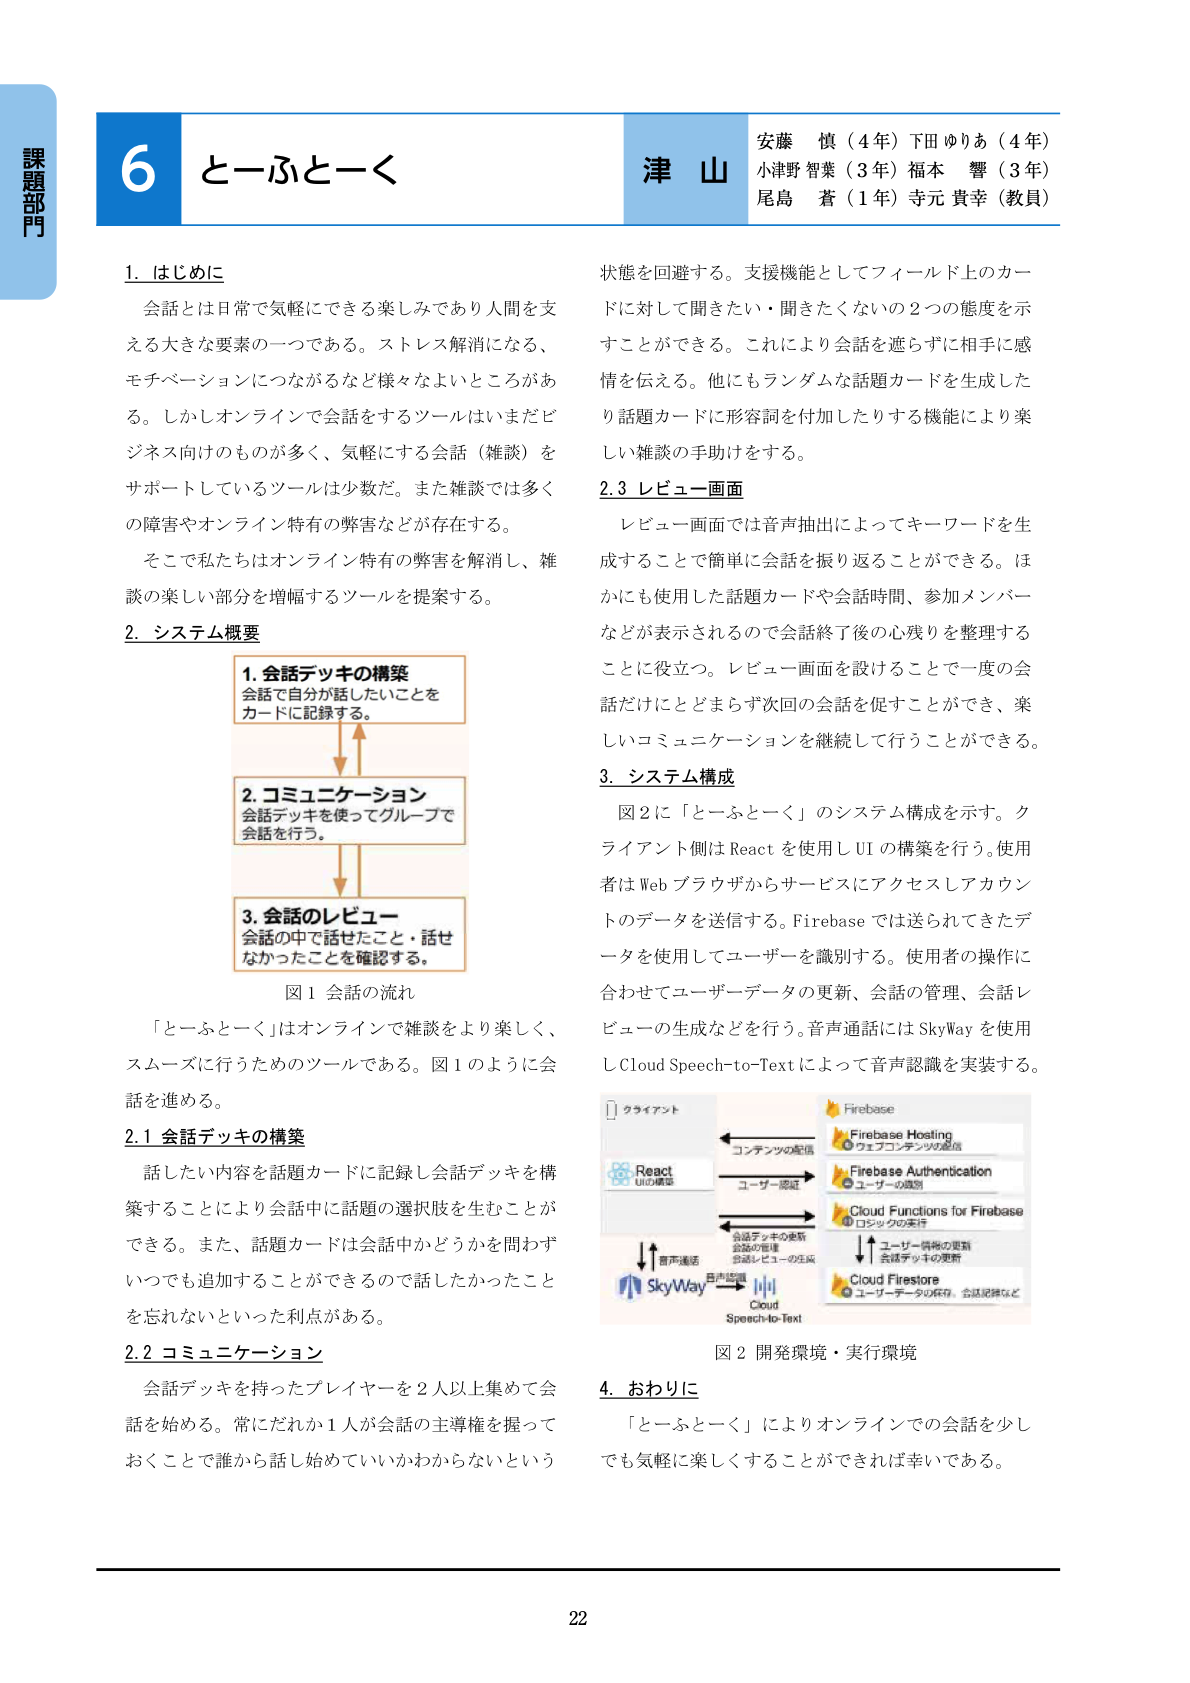 課題部門
6
とーふとーく
津 山
安藤 慎（４年）下田 ゆりあ（４年）
小津野 智葉（３年）福本 響（３年）
尾島 蒼（１年）寺元 貴幸（教員）
1. はじめに
会話とは日常で気軽にできる楽しみであり人間を支
える大きな要素の一つである。ストレス解消になる、
モチベーションにつながるなど様々なよいところがあ
る。しかしオンラインで会話をするツールはいまだビ
ジネス向けのものが多く、気軽にする会話（雑談）を
サポートしているツールは少数だ。また雑談では多く
の障害やオンライン特有の弊害などが存在する。
そこで私たちはオンライン特有の弊害を解消し、雑
談の楽しい部分を増幅するツールを提案する。
2. システム概要
1. 会話デッキの構築
会話で自分が話したいことを
カードに記録する。
2. コミュニケーション
会話デッキを使ってグループで
会話を行う。
3. 会話のレビュー
会話の中で話せたこと・話せ
なかったことを確認する。
図１ 会話の流れ
「とーふとーく」はオンラインで雑談をより楽しく、
スムーズに行うためのツールである。図１のように会
話を進める。
2.1 会話デッキの構築
話したい内容を話題カードに記録し会話デッキを構
築することにより会話中に話題の選択肢を生むことが
できる。また、話題カードは会話中かどうかを問わず
いつでも追加することができるので話したかったこと
を忘れないといった利点がある。
2.2 コミュニケーション
会話デッキを持ったプレイヤーを２人以上集めて会
話を始める。常にだれか１人が会話の主導権を握って
おくことで誰から話し始めていいかわからないという
状態を回避する。支援機能としてフィールド上のカー
ドに対して聞きたい・聞きたくないの２つの態度を示
すことができる。これにより会話を遮らずに相手に感
情を伝える。他にもランダムな話題カードを生成した
り話題カードに形容詞を付加したりする機能により楽
しい雑談の手助けをする。
2.3 レビュー画面
レビュー画面では音声抽出によってキーワードを生
成することで簡単に会話を振り返ることができる。ほ
かにも使用した話題カードや会話時間、参加メンバー
などが表示されるので会話終了後の心残りを整理する
ことに役立つ。レビュー画面を設けることで一度の会
話だけにとどまらず次回の会話を促すことができ、楽
しいコミュニケーションを継続して行うことができる。
3. システム構成
図２に「とーふとーく」のシステム構成を示す。ク
ライアント側は React を使用し UI の構築を行う。使用
者は Web ブラウザからサービスにアクセスしアカウン
トのデータを送信する。Firebase では送られてきたデ
ータを使用してユーザーを識別する。使用者の操作に
合わせてユーザーデータの更新、会話の管理、会話レ
ビューの生成などを行う。音声通話には SkyWay を使用
し Cloud Speech-to-Text によって音声認識を実装する。
クライアント
Firebase
Firebase Hosting
ウェブコンテンツの配信
コンテンツの配信
React
UIの構築
Firebase Authentication
ユーザーの識別
ユーザー認証
Cloud Functions for Firebase
ロジックの実行
会話デッキの更新
会話の管理
会話レビューの生成
ユーザー情報の更新
会話デッキの更新
音声通話
SkyWay
音声認識
Cloud
Speech-to-Text
Cloud Firestore
ユーザーデータの保存、会話記録など
図２ 開発環境・実行環境
4. おわりに
「とーふとーく」によりオンラインでの会話を少し
でも気軽に楽しくすることができれば幸いである。
22